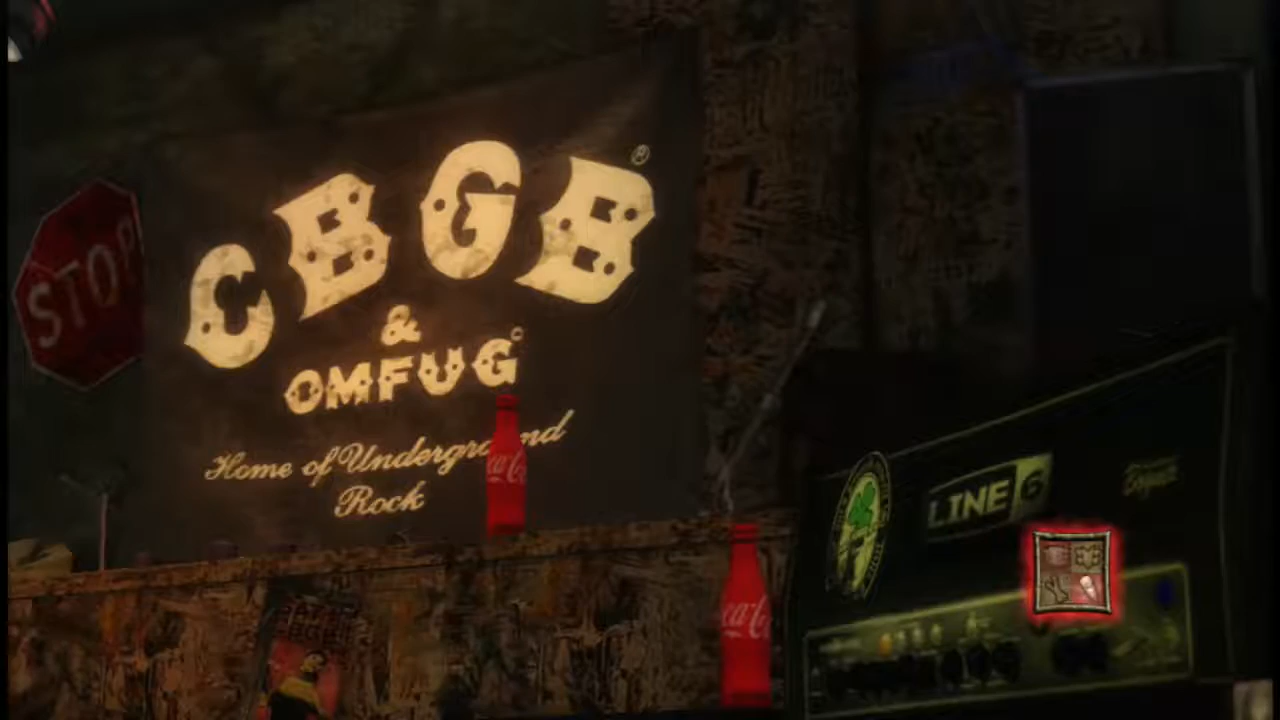 STOP
CBGB®
&
OMFUG
Home of Underground
Rock
Coca-Cola
Coca-Cola
LINE 6